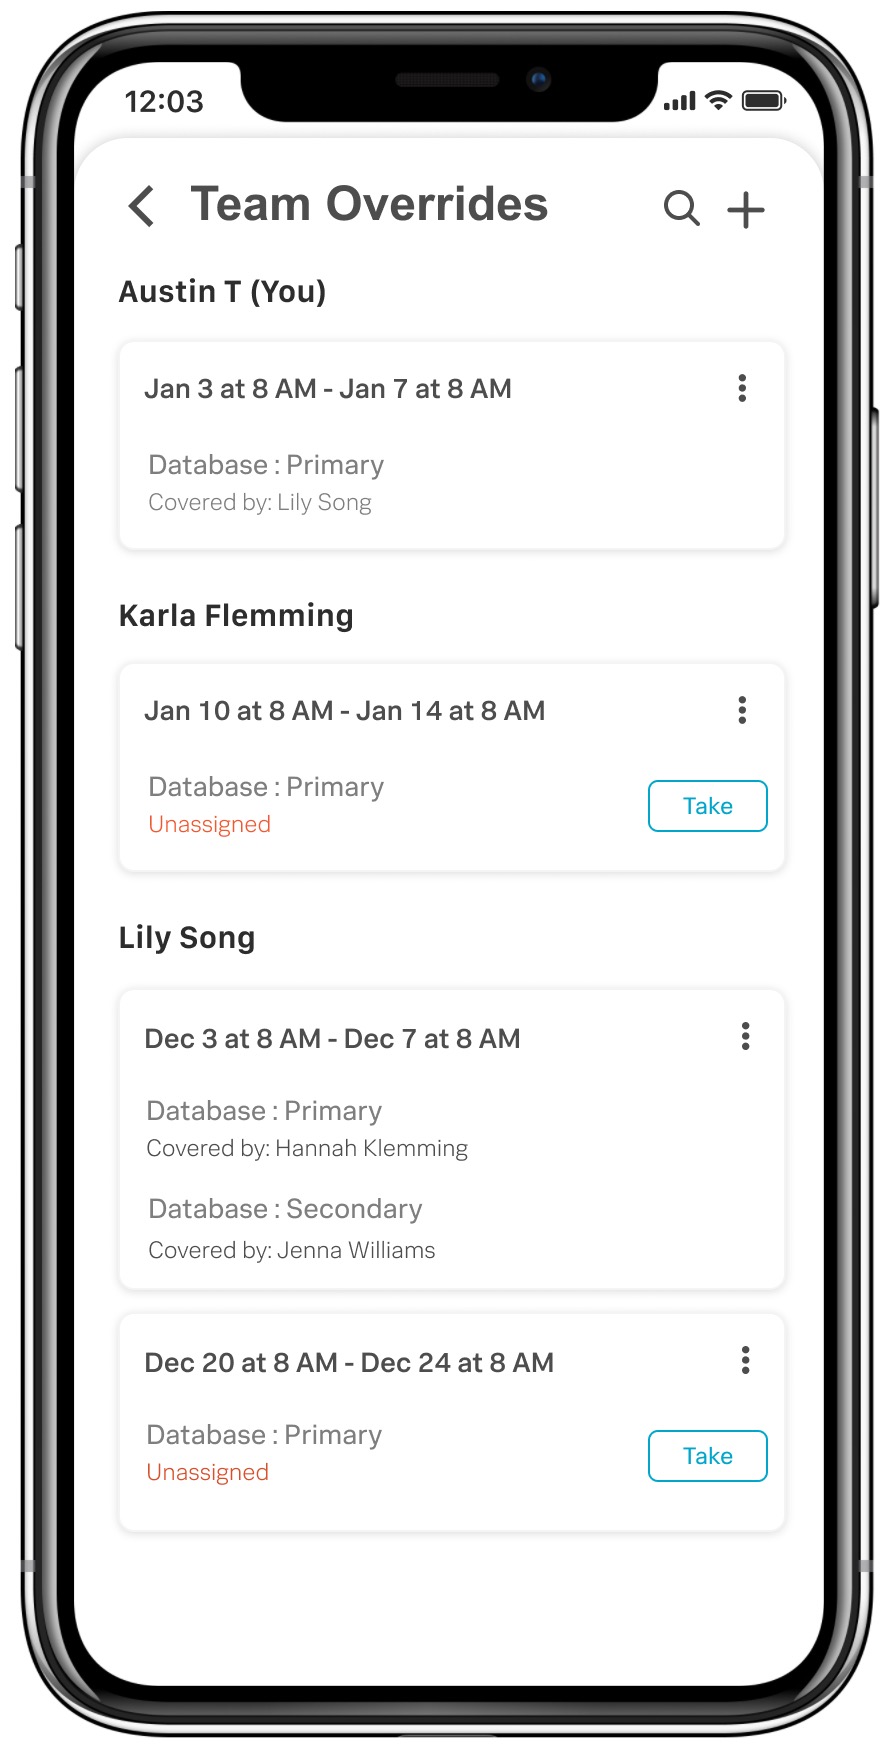 12:03
Team Overrides
Austin T (You)
Jan 3 at 8 AM - Jan 7 at 8 AM
Database : Primary
Covered by: Lily Song
Karla Flemming
Jan 10 at 8 AM - Jan 14 at 8 AM
Database : Primary
Unassigned
Take
Lily Song
Dec 3 at 8 AM - Dec 7 at 8 AM
Database : Primary
Covered by: Hannah Klemming
Database : Secondary
Covered by: Jenna Williams
Dec 20 at 8 AM - Dec 24 at 8 AM
Database : Primary
Unassigned
Take